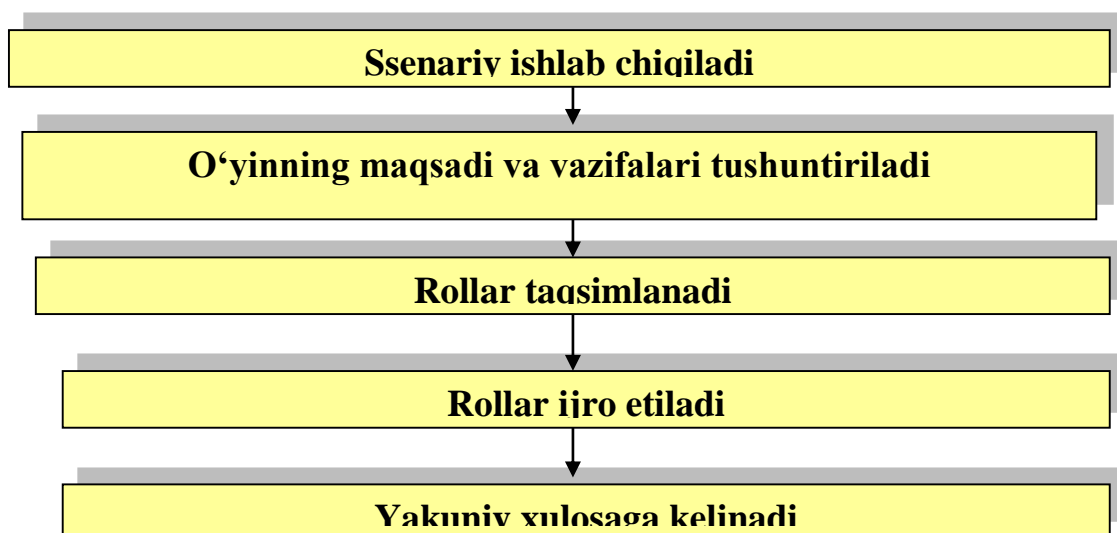 Ssenariy ishlab chiqiladi
O‘yinning maqsadi va vazifalari tushuntiriladi
Rollar taqsimlanadi
Rollar ijro etiladi
Yakuniy xulosaga kelinadi